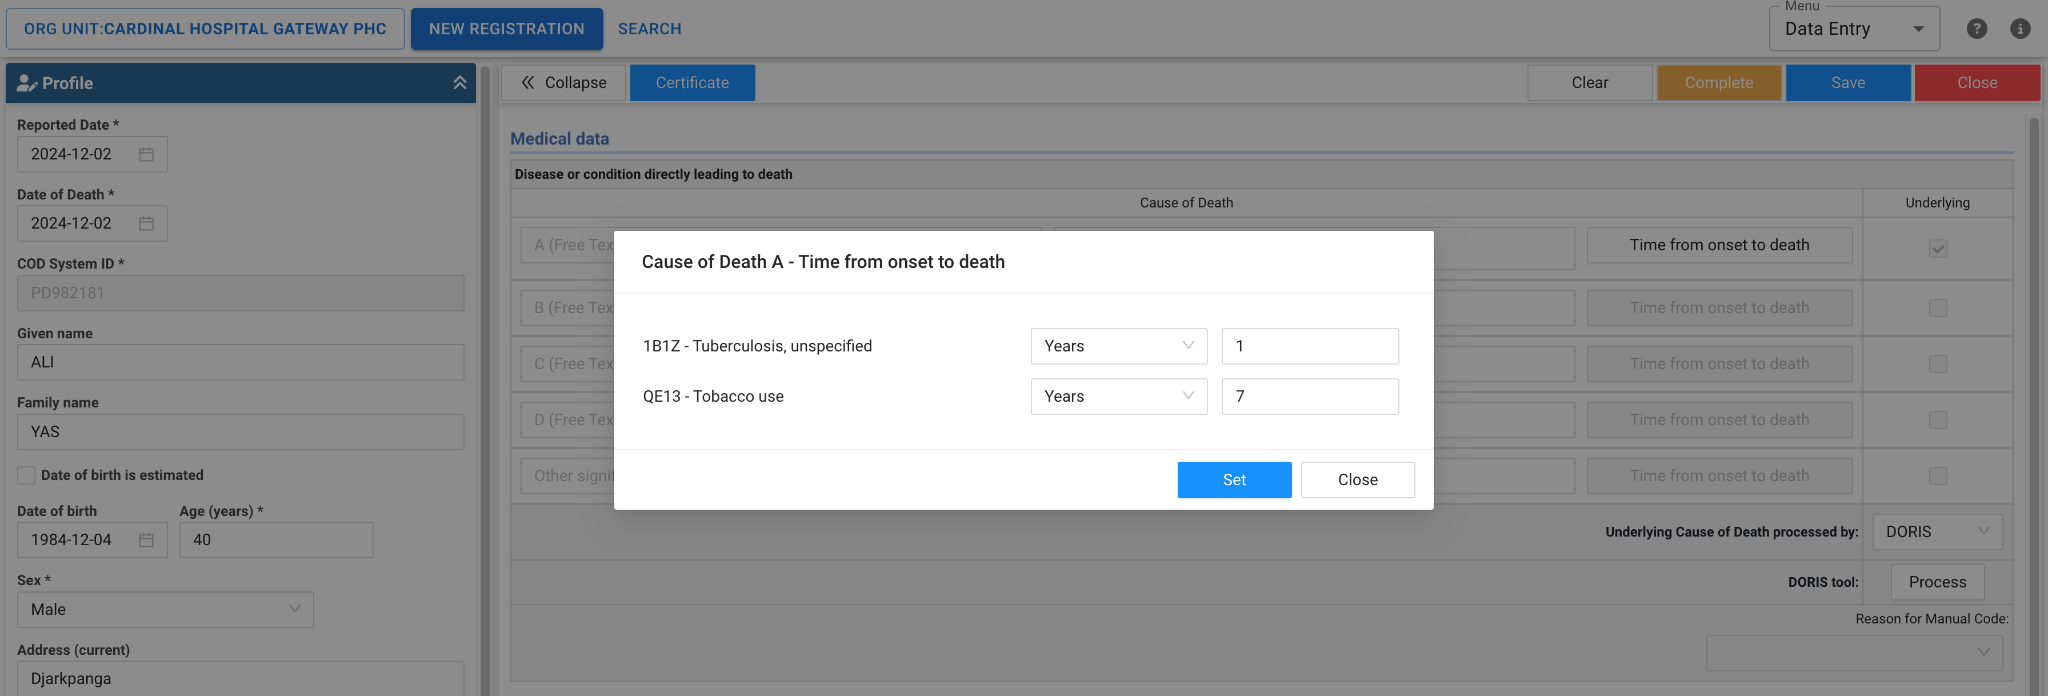 Menu
ORG UNIT:CARDINAL HOSPITAL GATEWAY PHC NEW REGISTRATION SEARCH Data Entry
Profile
Reported Date *
2024-12-02
Date of Death *
2024-12-02
COD System ID *
PD982181
Given name
ALI
Family name
YAS
Date of birth is estimated
Date of birth Age (years) *
1984-12-04 40
Sex *
Male
Address (current)
Djarkpanga
Collapse Certificate Clear Complete Save Close
Medical data
Disease or condition directly leading to death
Cause of Death Underlying
A (Free Tex Time from onset to death
B (Free Tex Time from onset to death
C (Free Tex Time from onset to death
D (Free Tex Time from onset to death
Other signif Time from onset to death
Underlying Cause of Death processed by: DORIS
DORIS tool: Process
Reason for Manual Code:
Cause of Death A - Time from onset to death
1B1Z - Tuberculosis, unspecified Years 1
QE13 - Tobacco use Years 7
Set Close